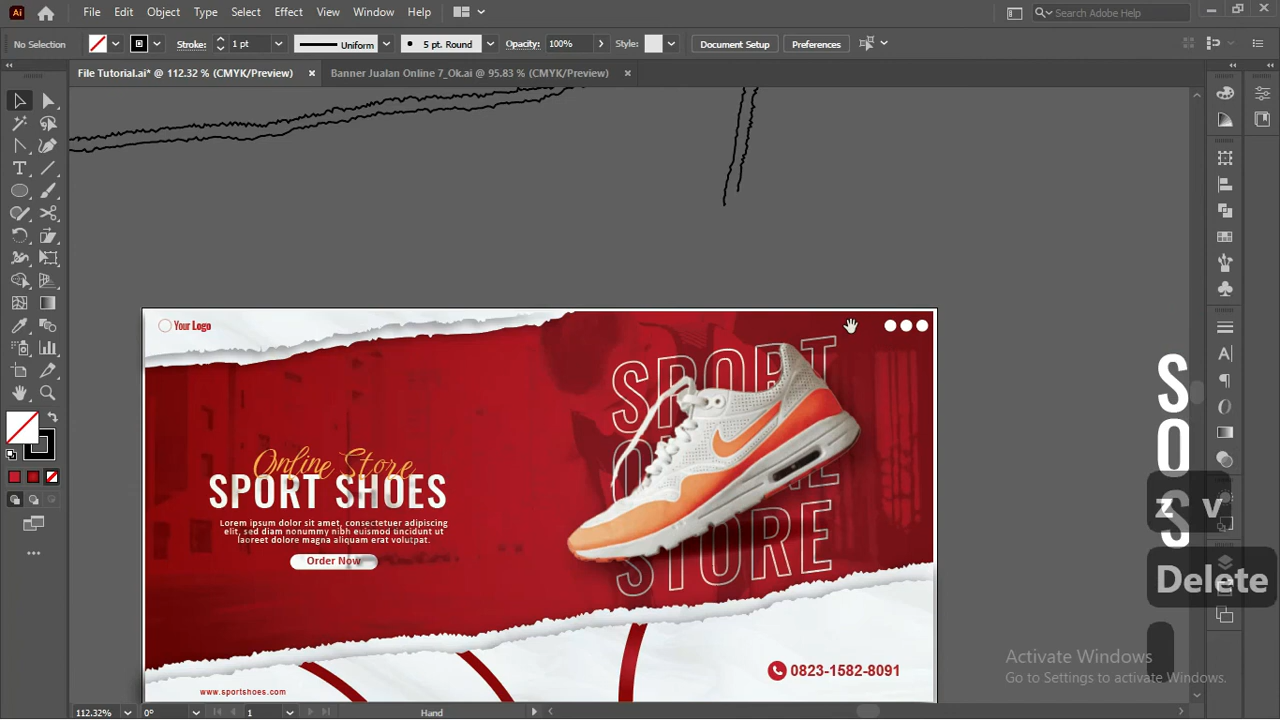 Ai File Edit Object Type Select Effect View Window Help Search Adobe Help
No Selection Stroke: 1 pt Uniform 5 pt. Round Opacity: 100% Style: Document Setup Preferences
File Tutorial.ai* @ 112.32 % (CMYK/Preview) × Banner Jualan Online 7_Ok.ai @ 95.83 % (CMYK/Preview) ×
Your Logo
SPORT
ONLINE
STORE
Online Store
SPORT SHOES
Lorem ipsum dolor sit amet, consectetuer adipiscing
elit, sed diam nonummy nibh euismod tincidunt ut
laoreet dolore magna aliquam erat volutpat.
Order Now
0823-1582-8091
www.sportshoes.com
S
O
S
z v
Delete
Activate Windows
Go to Settings to activate Windows.
112.32% 0° 1 Hand